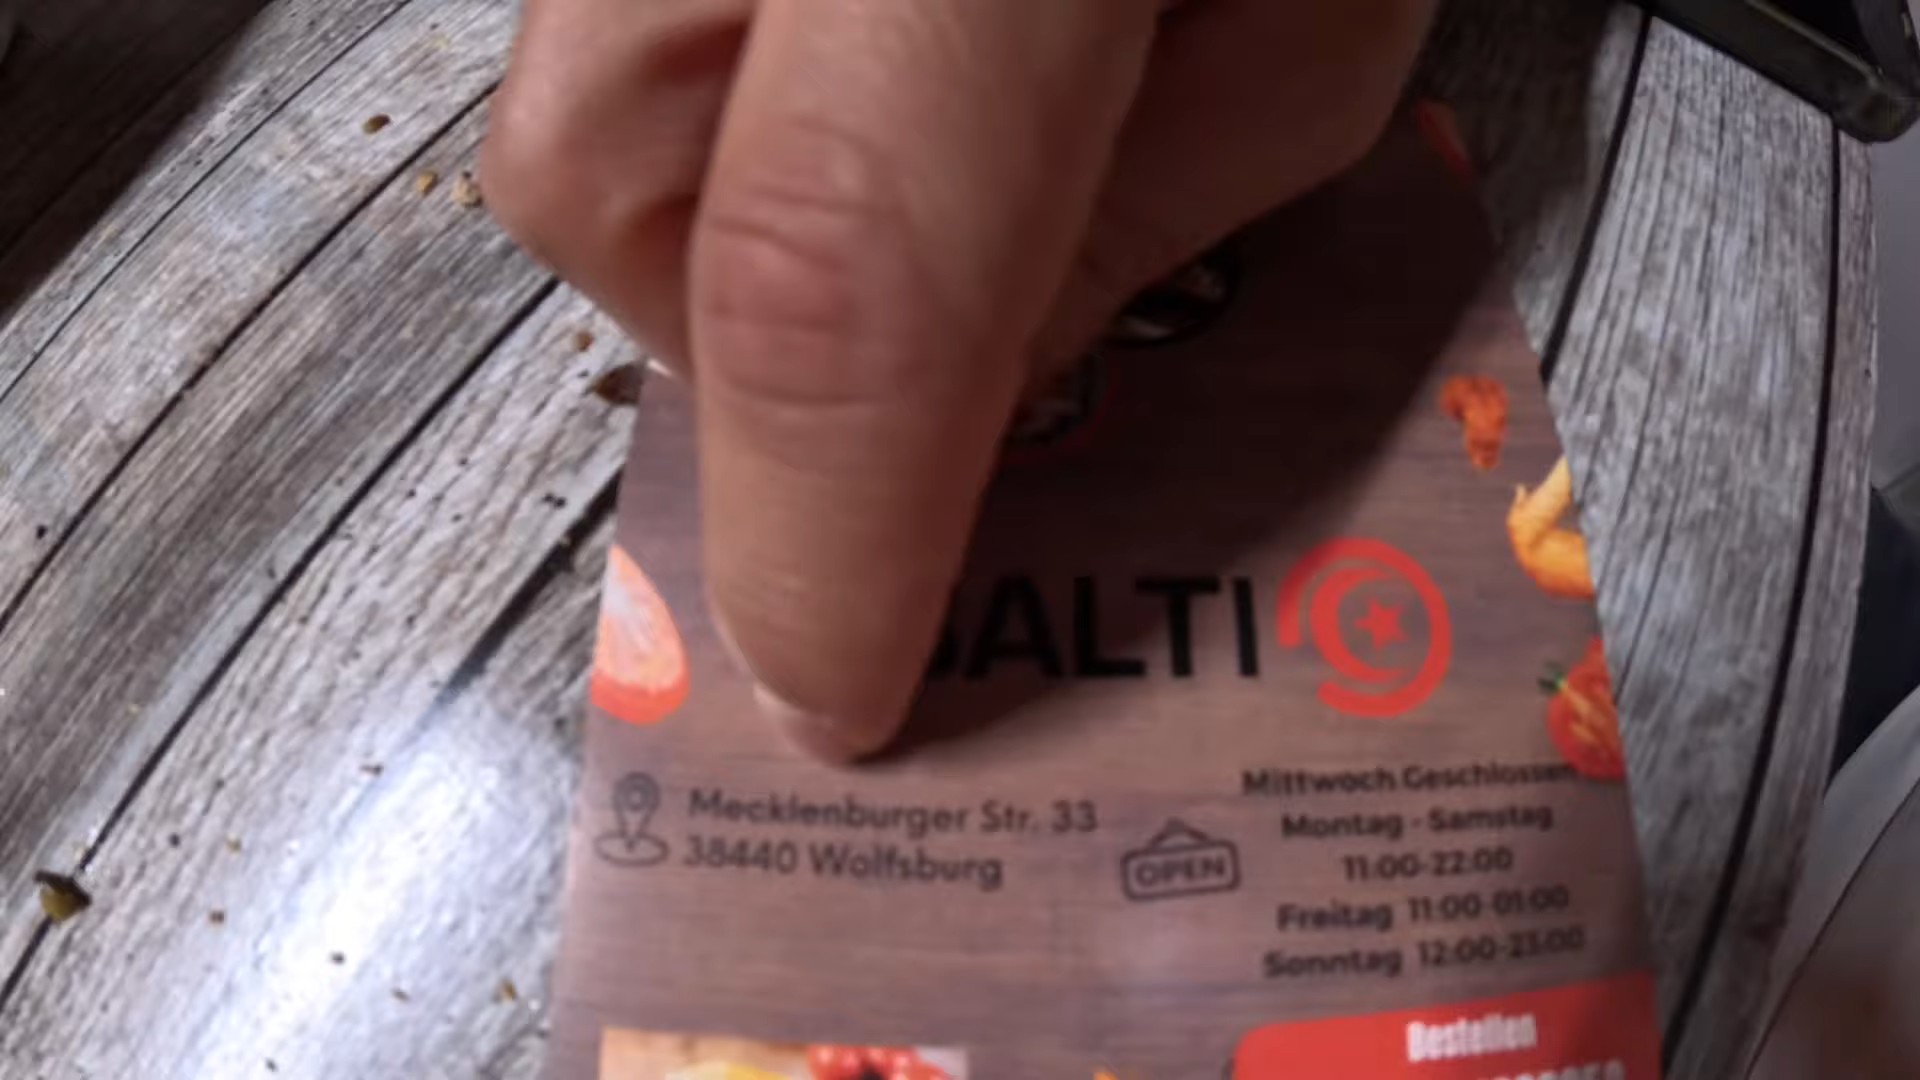 BALTI
Mecklenburger Str. 33
38440 Wolfsburg
OPEN
Mittwoch Geschlossen
Montag - Samstag
11:00-22:00
Freitag 11:00-01:00
Sonntag 12:00-23:00
Bestellen